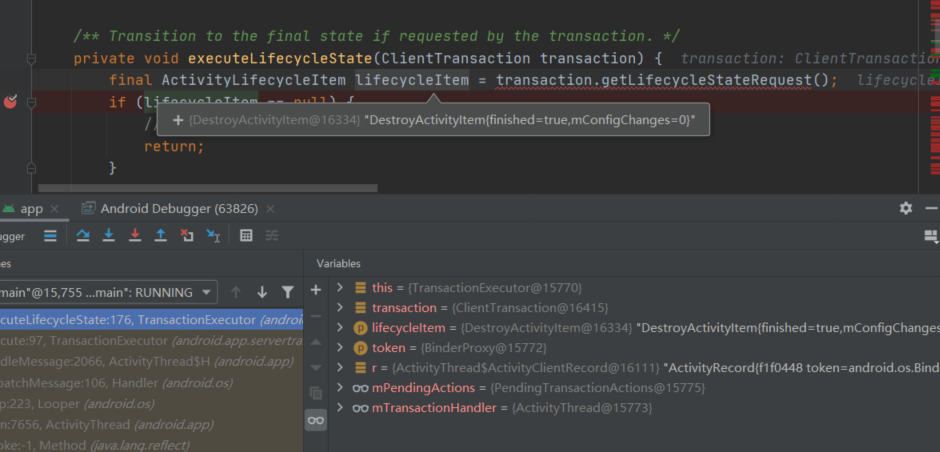 /** Transition to the final state if requested by the transaction. */
private void executeLifecycleState(ClientTransaction transaction) { transaction: ClientTransaction
final ActivityLifecycleItem lifecycleItem = transaction.getLifecycleStateRequest(); lifecycle
if (lifecycleItem == null) {
+ {DestroyActivityItem@16334} "DestroyActivityItem{finished=true,mConfigChanges=0}"
//
return;
}
app × Android Debugger (63826) ×
ugger
es Variables
main"@15,755 ...main": RUNNING
cuteLifecycleState:176, TransactionExecutor (androi
cute:97, TransactionExecutor (android.app.servertra
dleMessage:2066, ActivityThread$H (android.app)
patchMessage:106, Handler (android.os)
p:223, Looper (android.os)
n:7656, ActivityThread (android.app)
oke:-1, Method (java.lang.reflect)
this = {TransactionExecutor@15770}
transaction = {ClientTransaction@16415}
lifecycleItem = {DestroyActivityItem@16334} "DestroyActivityItem{finished=true,mConfigChanges
token = {BinderProxy@15772}
r = {ActivityThread$ActivityClientRecord@16111} "ActivityRecord{f1f0448 token=android.os.Bind
mPendingActions = {PendingTransactionActions@15775}
mTransactionHandler = {ActivityThread@15773}